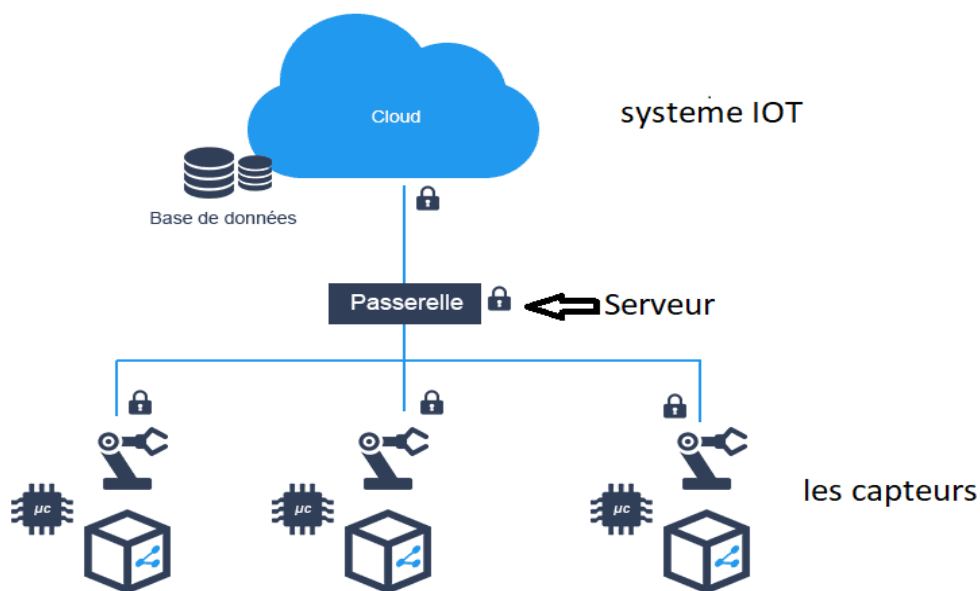 Cloud
systeme IOT
Base de données
Passerelle
Serveur
µc
µc
µc
les capteurs